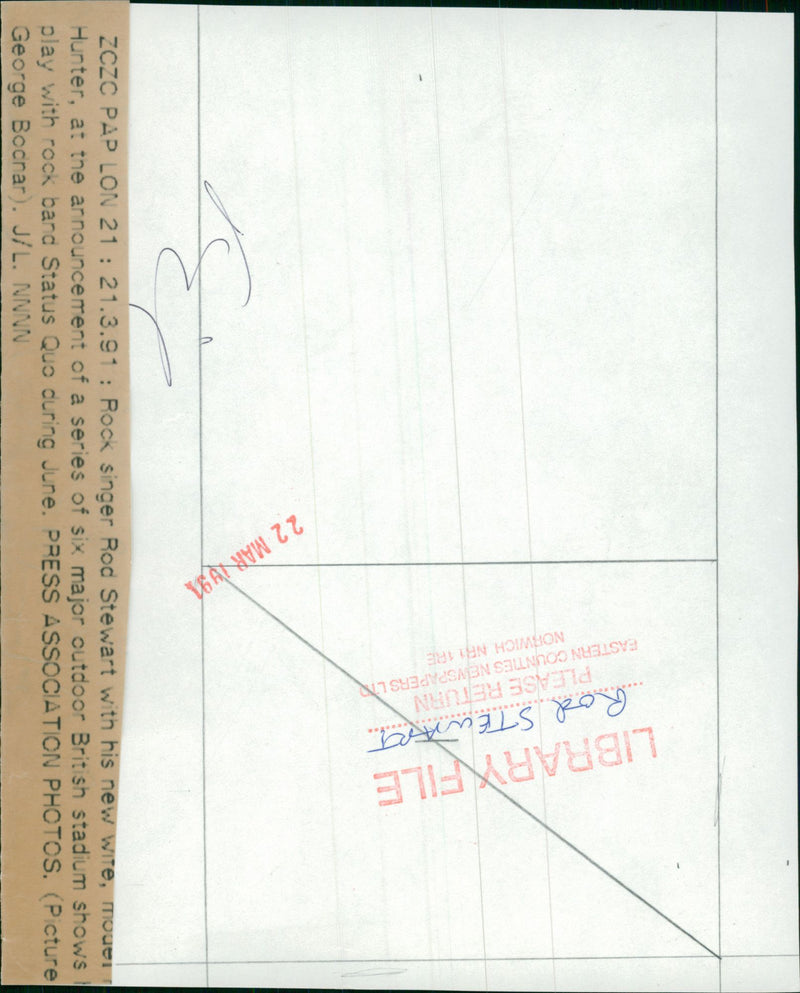 ZCZC PAP LON 21 : 21.3.91 : Rock singer Rod Stewart with his new wife, model
Hunter, at the announcement of a series of six major outdoor British stadium shows
play with rock band Status Quo during June. PRESS ASSOCIATION PHOTOS. (Picture
George Bodnar). J/L. NNNN
22 MAR 1991
LIBRARY FILE
Rod STEWART
PLEASE RETURN
EASTERN COUNTIES NEWSPAPERS LTD
NORWICH NR1 1RE